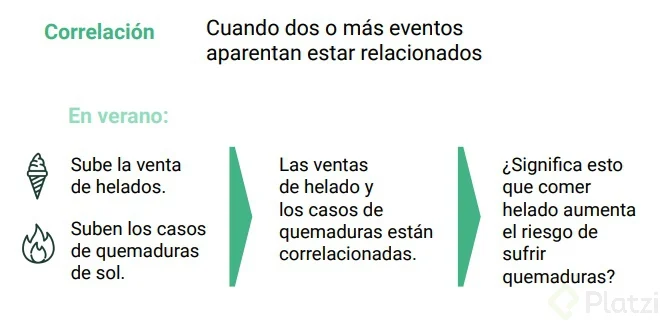 Correlación
Cuando dos o más eventos
aparentan estar relacionados
En verano:
Sube la venta
de helados.
Suben los casos
de quemaduras
de sol.
Las ventas
de helado y
los casos de
quemaduras están
correlacionadas.
¿Significa esto
que comer
helado aumenta
el riesgo de
sufrir
quemaduras?
Platzi